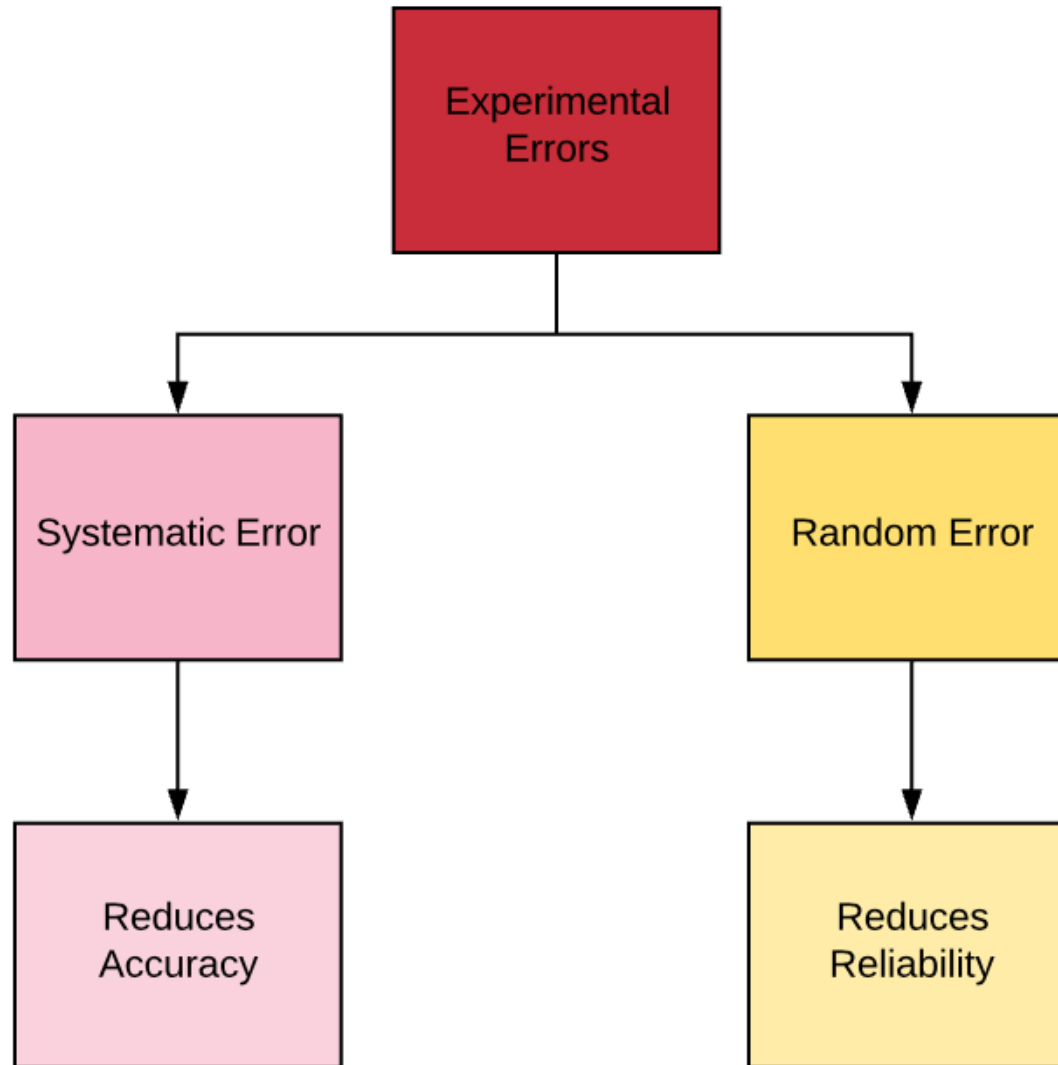 Experimental
Errors
Systematic Error
Random Error
Reduces
Accuracy
Reduces
Reliability